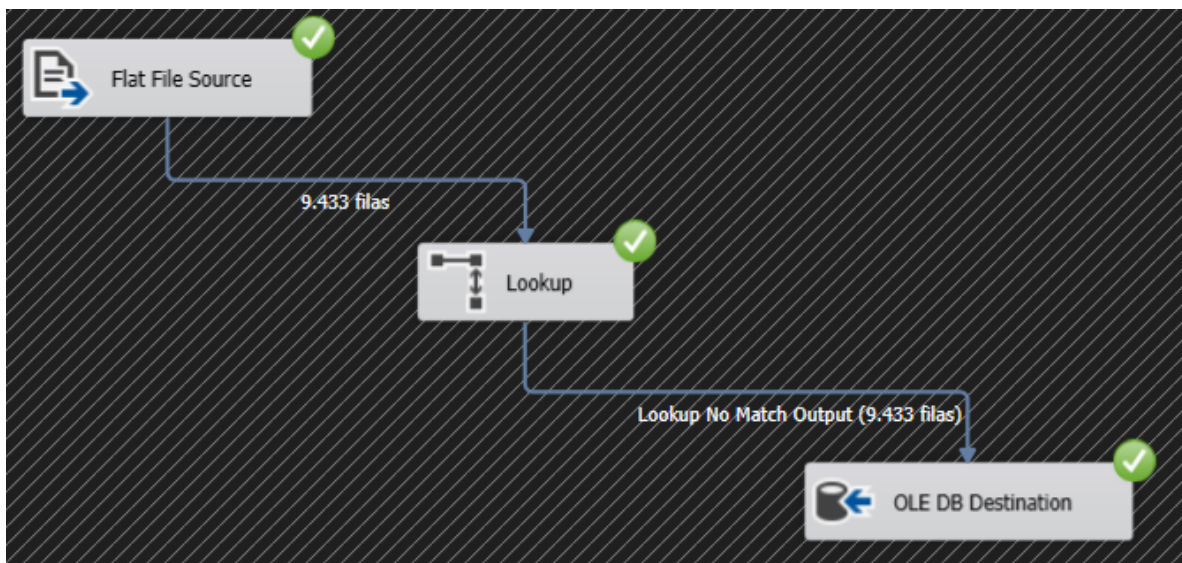 Flat File Source
9.433 filas
Lookup
Lookup No Match Output (9.433 filas)
OLE DB Destination